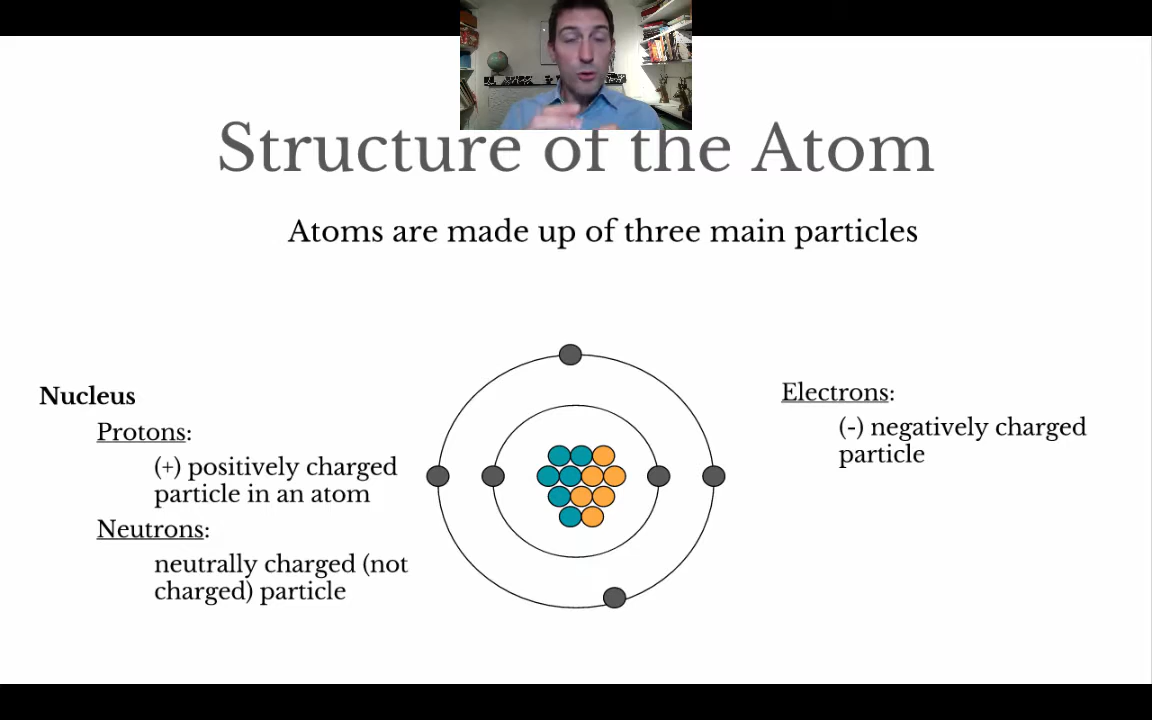 Structure of the Atom
Atoms are made up of three main particles
Nucleus
Protons:
(+) positively charged
particle in an atom
Neutrons:
neutrally charged (not
charged) particle
Electrons:
(-) negatively charged
particle